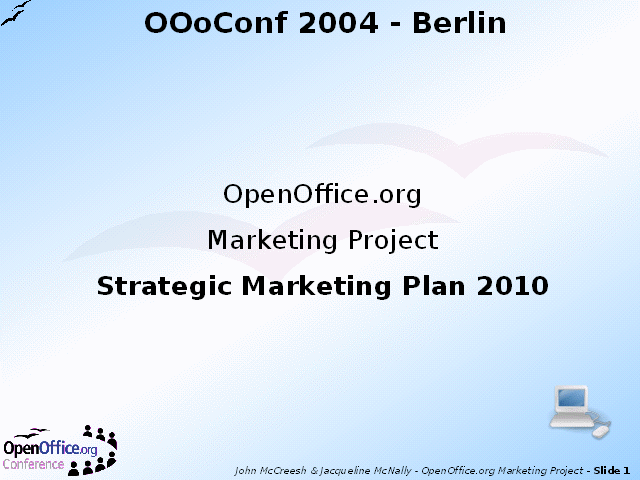 OOoConf 2004 - Berlin
OpenOffice.org
Marketing Project
Strategic Marketing Plan 2010
OpenOffice.org
Conference
John McCreesh & Jacqueline McNally - OpenOffice.org Marketing Project - Slide 1